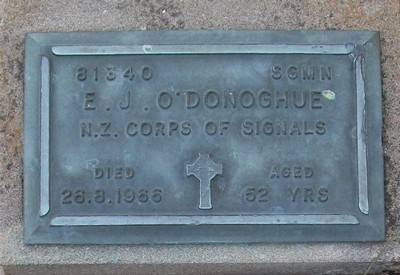 81340 SGMN
E. J. O'DONOGHUE
N.Z. CORPS OF SIGNALS
DIED AGED
26.8.1966 52 YRS